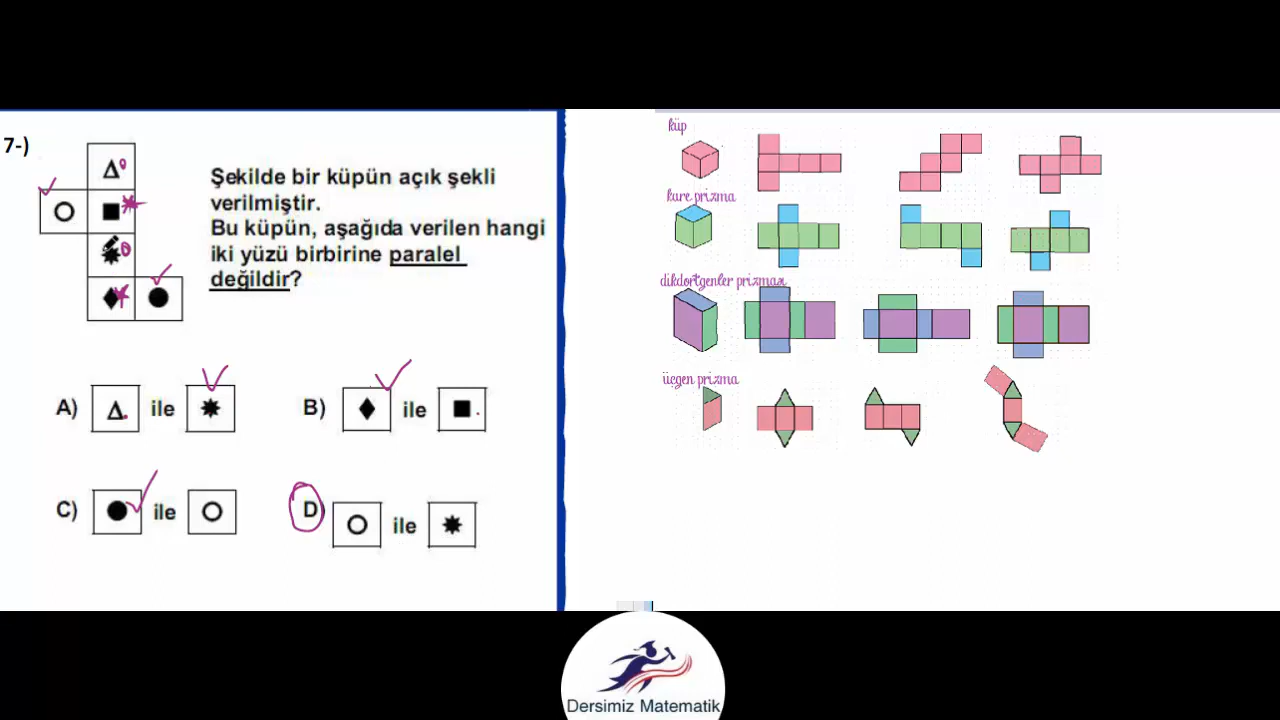 7-)
Şekilde bir küpün açık şekli
verilmiştir.
Bu küpün, aşağıda verilen hangi
iki yüzü birbirine paralel
değildir?
A) ile
B) ile
C) ile
D) ile
küp
kare prizma
dikdörtgenler prizması
üçgen prizma
Dersimiz Matematik